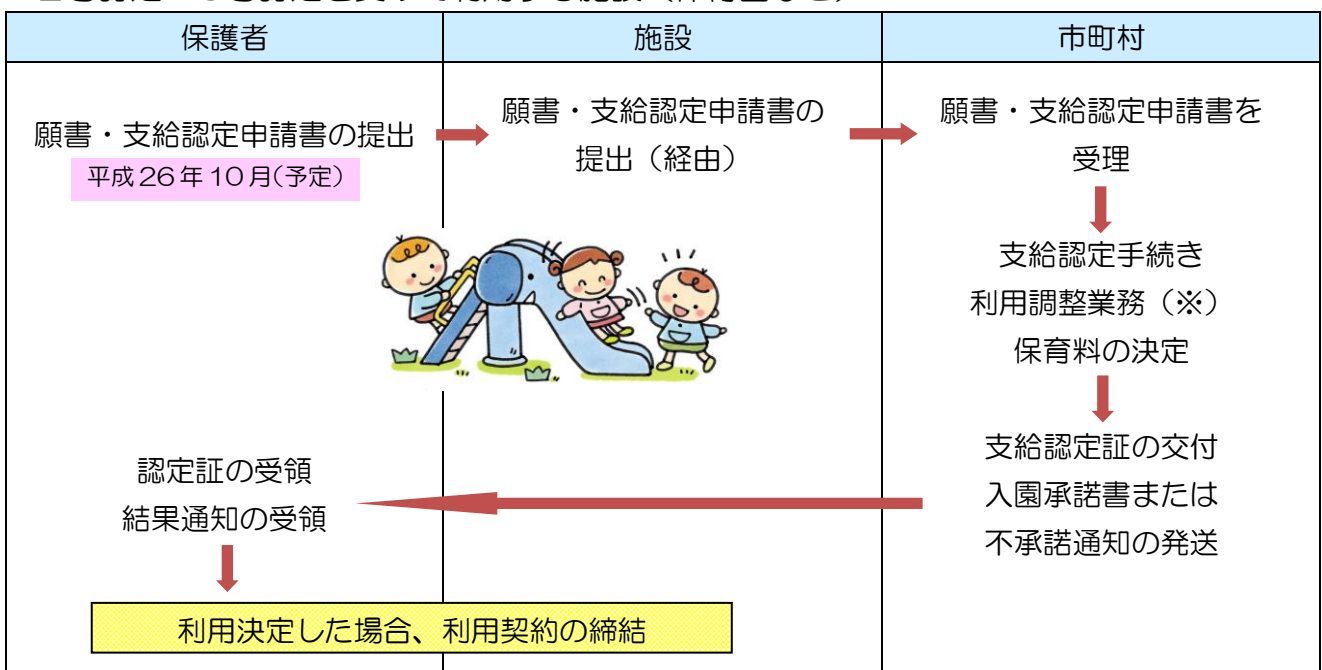 保護者
施設
市町村
願書・支給認定申請書の提出
平成26年10月(予定)
願書・支給認定申請書の
提出（経由）
願書・支給認定申請書を
受理
支給認定手続き
利用調整業務（※）
保育料の決定
支給認定証の交付
入園承諾書または
不承諾通知の発送
認定証の受領
結果通知の受領
利用決定した場合、利用契約の締結